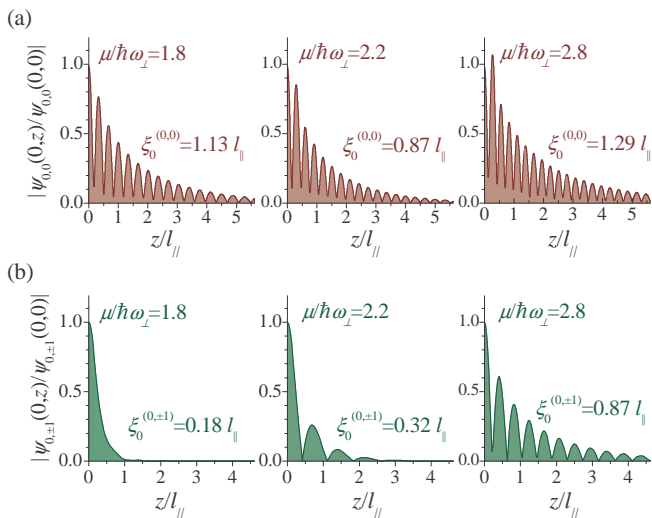 (a)
μ/ħω⊥=1.8 μ/ħω⊥=2.2 μ/ħω⊥=2.8
|ψ0,0(0,z)/ψ0,0(0,0)|
1.0
0.5
0.0
ξ0(0,0)=1.13 l∥ ξ0(0,0)=0.87 l∥ ξ0(0,0)=1.29 l∥
0 1 2 3 4 5 0 1 2 3 4 5 0 1 2 3 4 5
z/l// z/l// z/l//
(b)
μ/ħω⊥=1.8 μ/ħω⊥=2.2 μ/ħω⊥=2.8
|ψ0,±1(0,z)/ψ0,±1(0,0)|
1.0
0.5
0.0
ξ0(0,±1)=0.18 l∥ ξ0(0,±1)=0.32 l∥ ξ0(0,±1)=0.87 l∥
0 1 2 3 4 0 1 2 3 4 0 1 2 3 4
z/l// z/l// z/l//